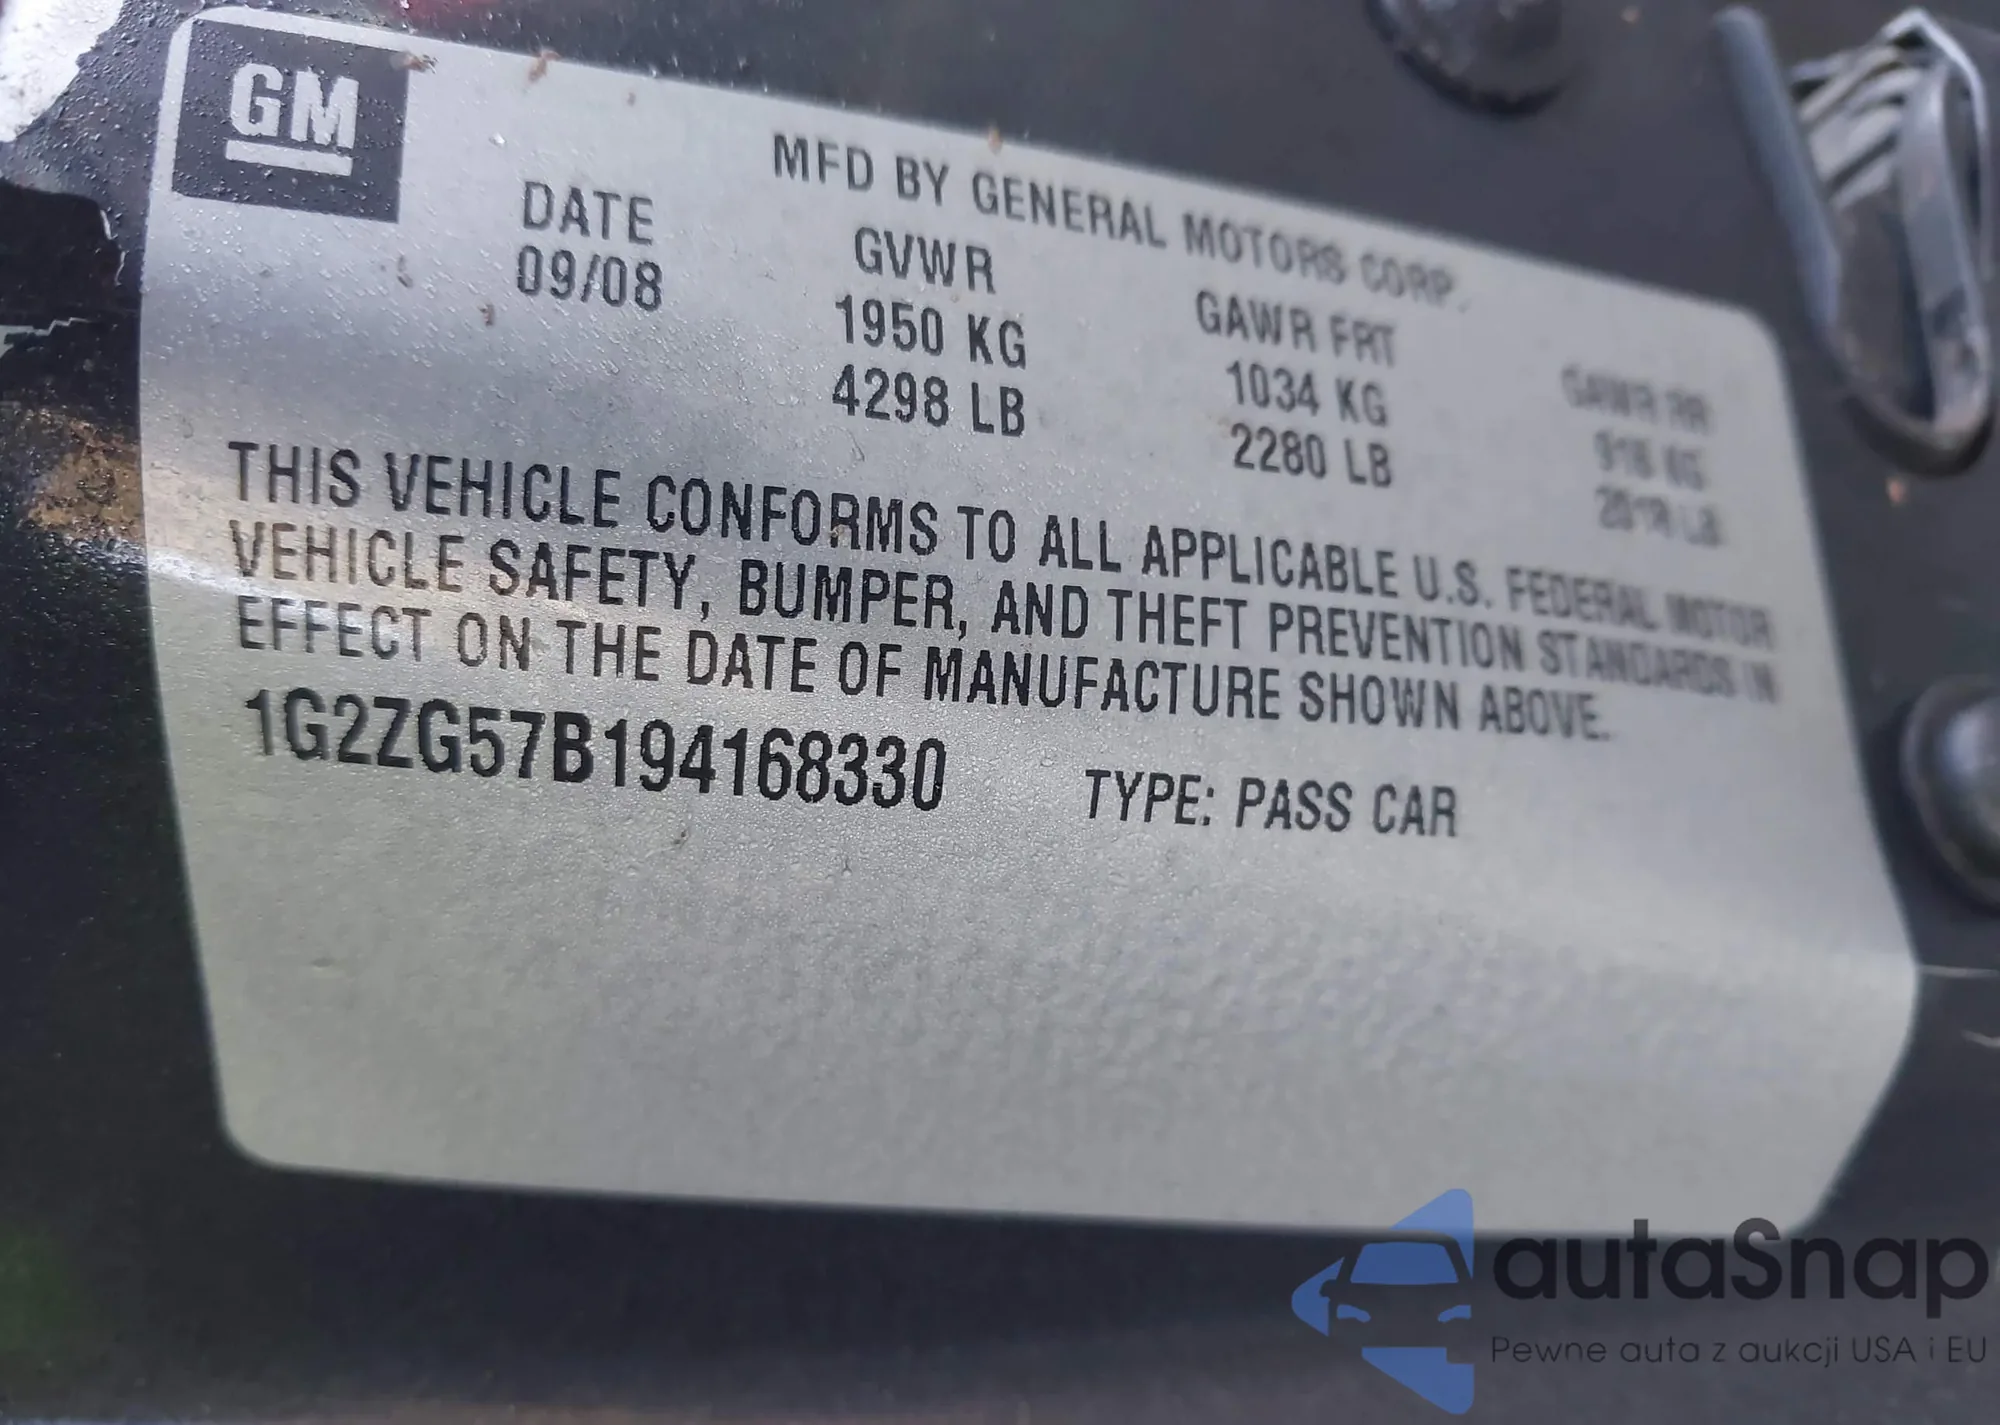 GM
MFD BY GENERAL MOTORS CORP.
DATE GVWR GAWR FRT GAWR RR
09/08 1950 KG 1034 KG KG
4298 LB 2280 LB LB
THIS VEHICLE CONFORMS TO ALL APPLICABLE U.S. FEDERAL MOTOR
VEHICLE SAFETY, BUMPER, AND THEFT PREVENTION STANDARDS IN
EFFECT ON THE DATE OF MANUFACTURE SHOWN ABOVE.
1G2ZG57B194168330 TYPE: PASS CAR
autaSnap
Pewne auta z aukcji USA i EU